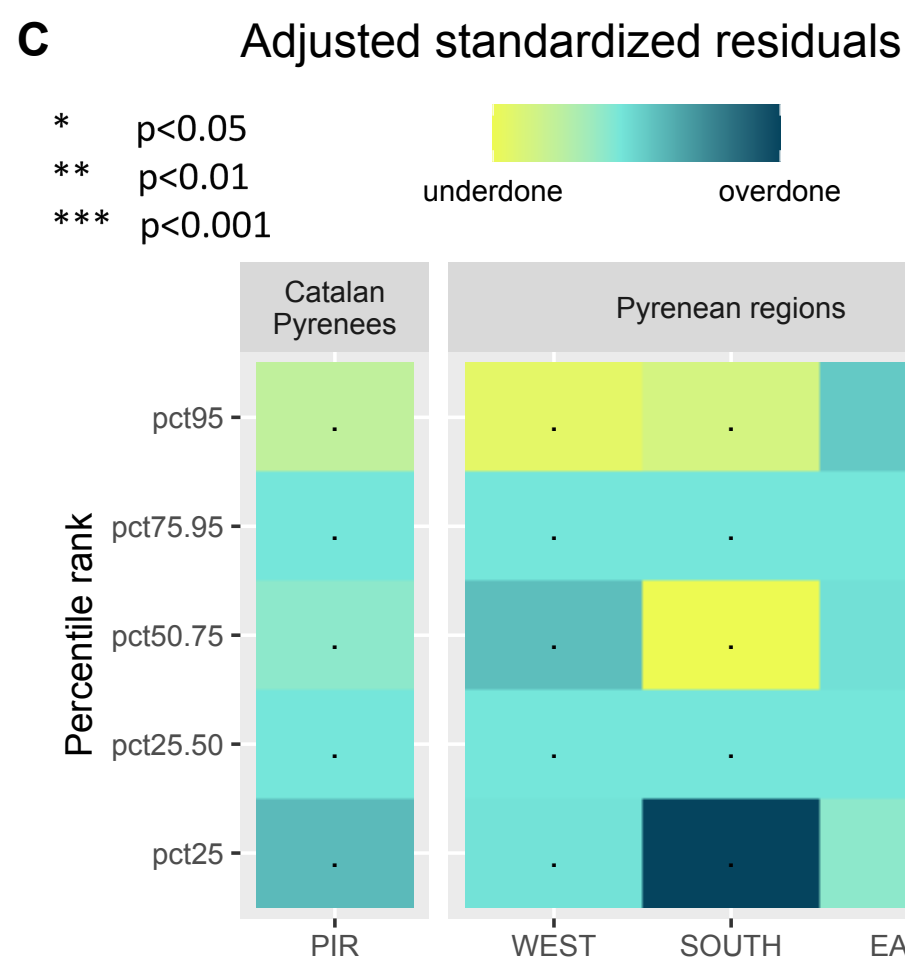 C
Adjusted standardized residuals
* p<0.05
** p<0.01
*** p<0.001
underdone overdone
Catalan
Pyrenees
Pyrenean regions
Percentile rank
pct95
. . .
pct75.95
. . .
pct50.75
. . .
pct25.50
. . .
pct25
. . .
PIR WEST SOUTH EA